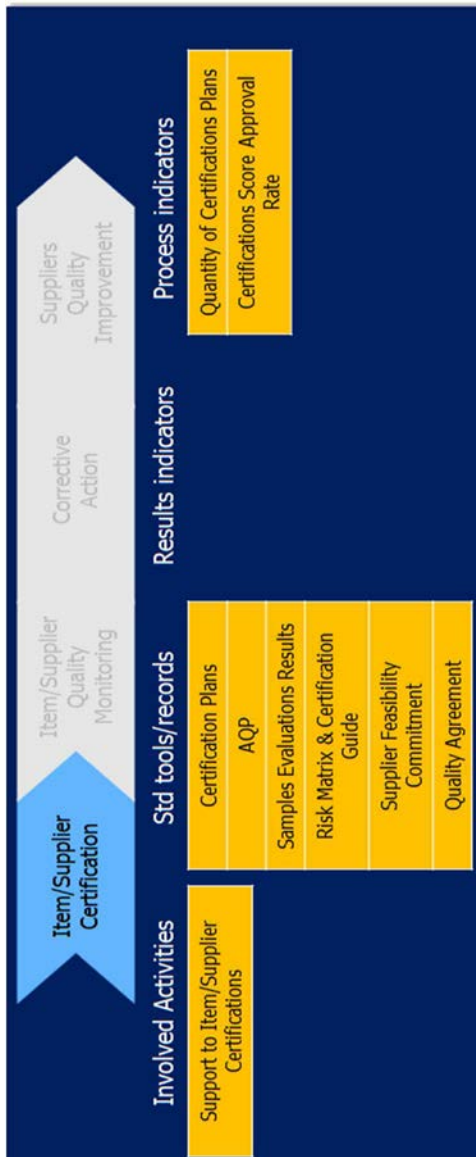 Item/Supplier
Certification
Item/Supplier
Quality
Monitoring
Corrective
Action
Suppliers
Quality
Improvement
Involved Activities
Support to Item/Supplier
Certifications
Std tools/records
Certification Plans
AQP
Samples Evaluations Results
Risk Matrix & Certification
Guide
Supplier Feasibility
Commitment
Quality Agreement
Results indicators
Process indicators
Quantity of Certifications Plans
Certifications Score Approval
Rate